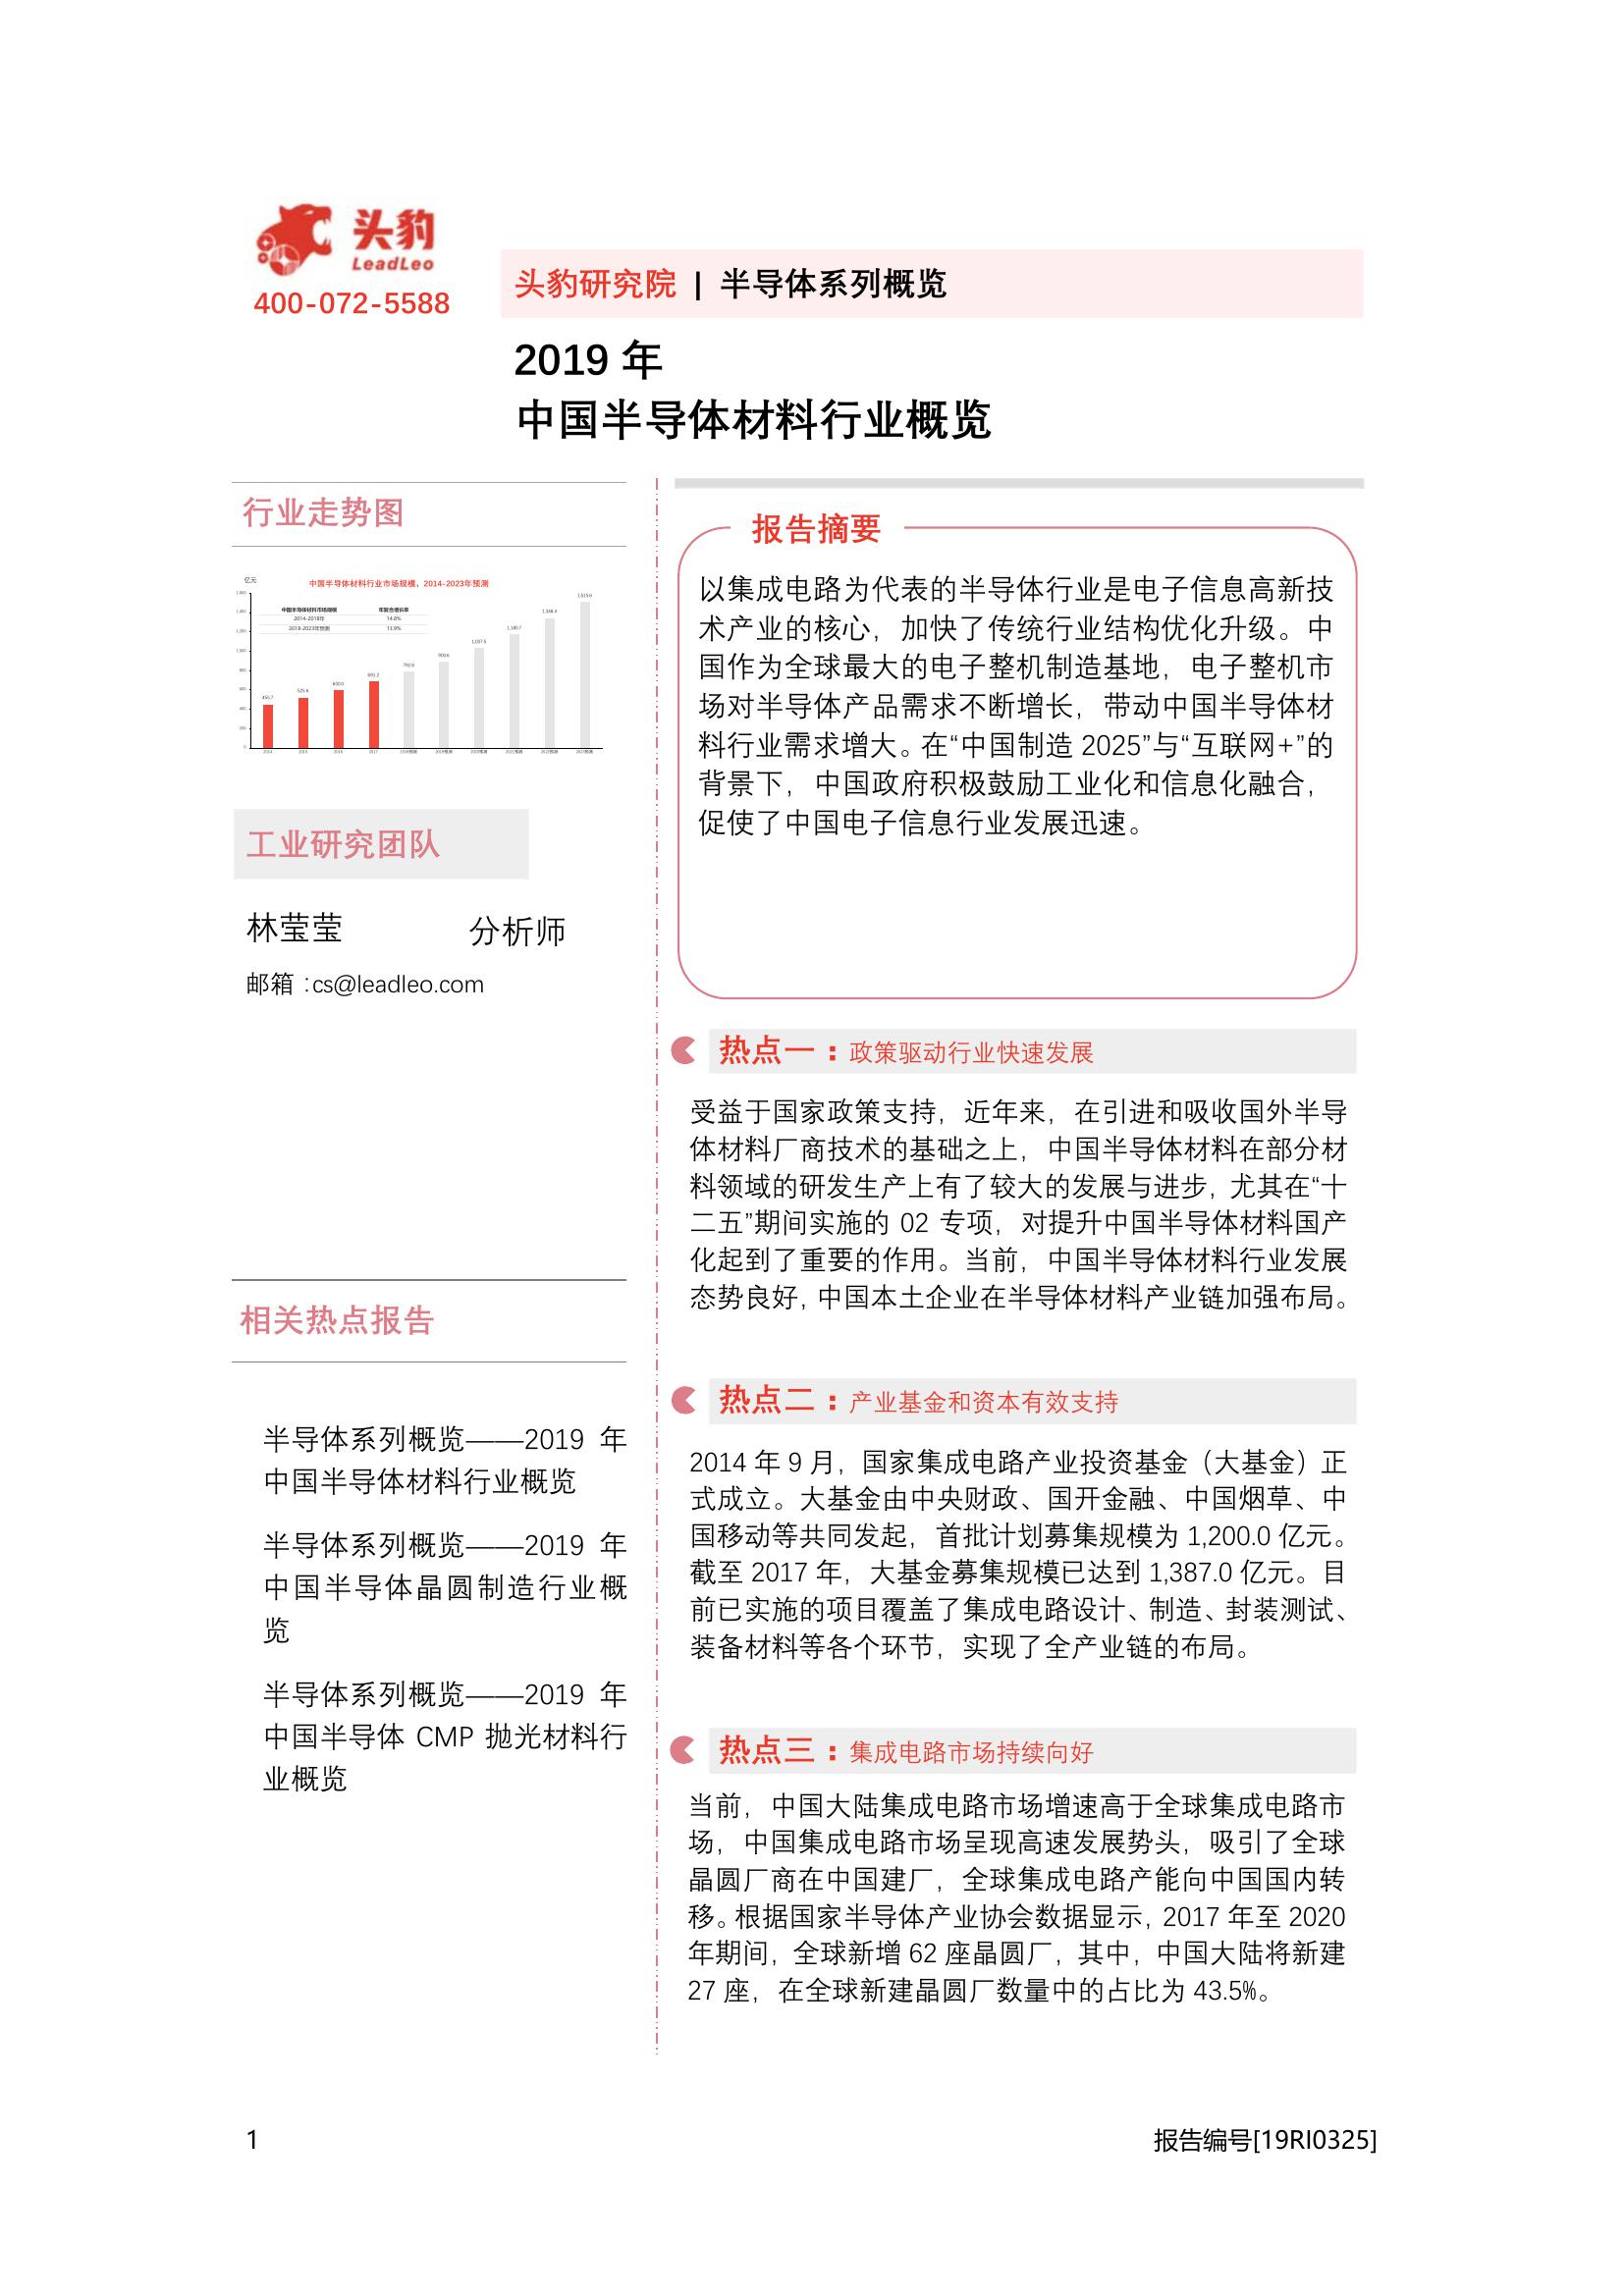 头豹
LeadLeo
400-072-5588
头豹研究院 | 半导体系列概览
2019 年
中国半导体材料行业概览
行业走势图
亿元
中国半导体材料行业市场规模，2014-2023年预测
中国半导体材料市场规模 年复合增长率
2014-2018年
2018-2023年预测
2014 2015 2016 2017 2018预测 2019预测 2020预测 2021预测 2022预测 2023预测
工业研究团队
林莹莹 分析师
邮箱：cs@leadleo.com
相关热点报告
半导体系列概览——2019 年
中国半导体材料行业概览
半导体系列概览——2019 年
中国半导体晶圆制造行业概
览
半导体系列概览——2019 年
中国半导体 CMP 抛光材料行
业概览
报告摘要
以集成电路为代表的半导体行业是电子信息高新技
术产业的核心，加快了传统行业结构优化升级。中
国作为全球最大的电子整机制造基地，电子整机市
场对半导体产品需求不断增长，带动中国半导体材
料行业需求增大。在“中国制造 2025”与“互联网+”的
背景下，中国政府积极鼓励工业化和信息化融合，
促使了中国电子信息行业发展迅速。
热点一：政策驱动行业快速发展
受益于国家政策支持，近年来，在引进和吸收国外半导
体材料厂商技术的基础之上，中国半导体材料在部分材
料领域的研发生产上有了较大的发展与进步，尤其在“十
二五”期间实施的 02 专项，对提升中国半导体材料国产
化起到了重要的作用。当前，中国半导体材料行业发展
态势良好，中国本土企业在半导体材料产业链加强布局。
热点二：产业基金和资本有效支持
2014 年 9 月，国家集成电路产业投资基金（大基金）正
式成立。大基金由中央财政、国开金融、中国烟草、中
国移动等共同发起，首批计划募集规模为 1,200.0 亿元。
截至 2017 年，大基金募集规模已达到 1,387.0 亿元。目
前已实施的项目覆盖了集成电路设计、制造、封装测试、
装备材料等各个环节，实现了全产业链的布局。
热点三：集成电路市场持续向好
当前，中国大陆集成电路市场增速高于全球集成电路市
场，中国集成电路市场呈现高速发展势头，吸引了全球
晶圆厂商在中国建厂，全球集成电路产能向中国国内转
移。根据国家半导体产业协会数据显示，2017 年至 2020
年期间，全球新增 62 座晶圆厂，其中，中国大陆将新建
27 座，在全球新建晶圆厂数量中的占比为 43.5%。
1
报告编号[19RI0325]